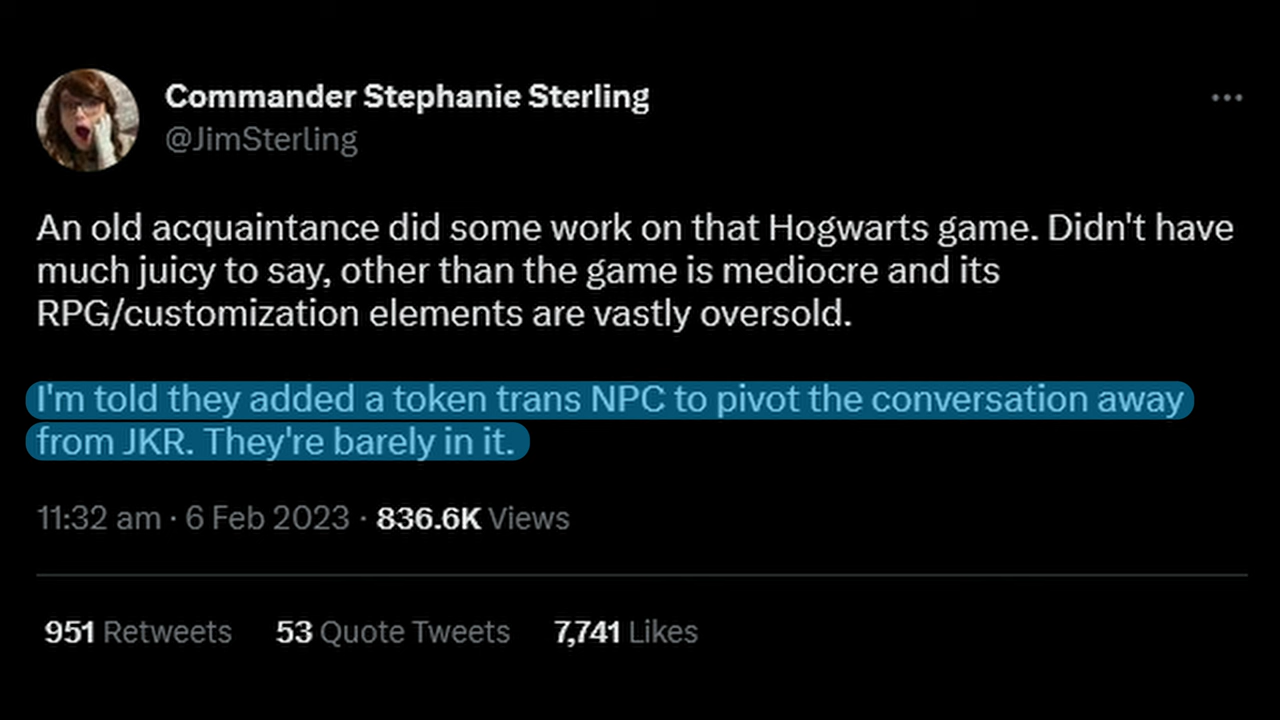 Commander Stephanie Sterling
@JimSterling
An old acquaintance did some work on that Hogwarts game. Didn't have
much juicy to say, other than the game is mediocre and its
RPG/customization elements are vastly oversold.
I'm told they added a token trans NPC to pivot the conversation away
from JKR. They're barely in it.
11:32 am · 6 Feb 2023 · 836.6K Views
951 Retweets 53 Quote Tweets 7,741 Likes